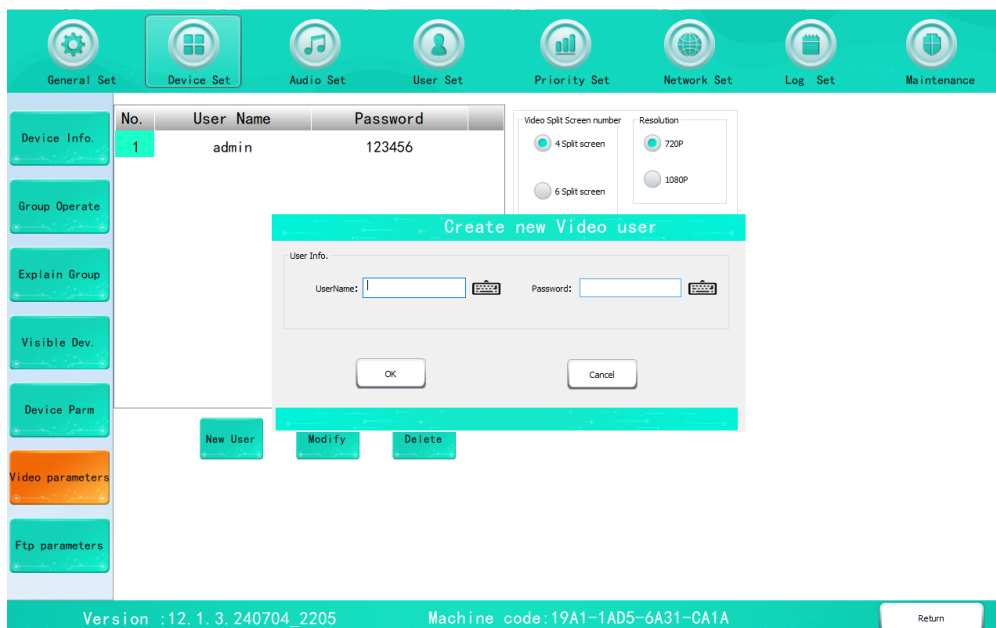 General Set Device Set Audio Set User Set Priority Set Network Set Log Set Maintenance
Device Info.
Group Operate
Explain Group
Visible Dev.
Device Parm
Video parameters
Ftp parameters
No. User Name Password
1 admin 123456
Video Split Screen number
4 Split screen
6 Split screen
Resolution
720P
1080P
Create new Video user
User Info.
UserName: Password:
OK Cancel
New User Modify Delete
Version :12.1.3.240704_2205 Machine code:19A1-1AD5-6A31-CA1A Return